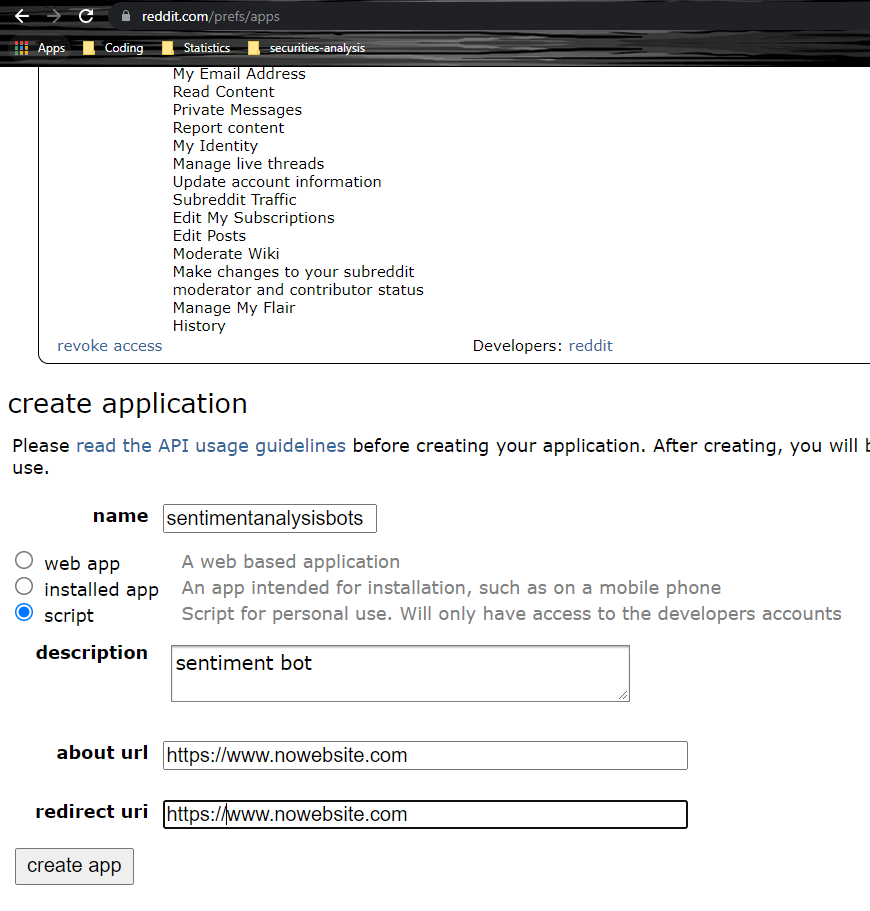 reddit.com/prefs/apps
Apps Coding Statistics securities-analysis
My Email Address
Read Content
Private Messages
Report content
My Identity
Manage live threads
Update account information
Subreddit Traffic
Edit My Subscriptions
Edit Posts
Moderate Wiki
Make changes to your subreddit
moderator and contributor status
Manage My Flair
History
revoke access Developers: reddit
create application
Please read the API usage guidelines before creating your application. After creating, you will
use.
name sentimentanalysisbots
web app A web based application
installed app An app intended for installation, such as on a mobile phone
script Script for personal use. Will only have access to the developers accounts
description sentiment bot
about url https://www.nowebsite.com
redirect uri https://www.nowebsite.com
create app